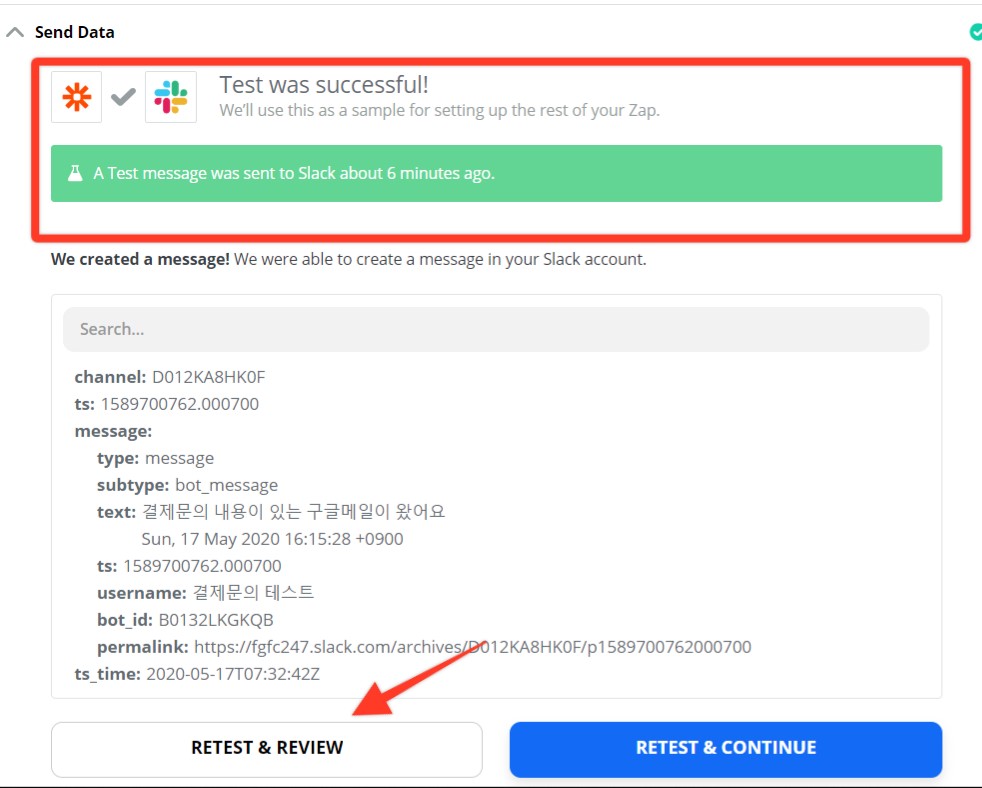 Send Data
Test was successful!
We'll use this as a sample for setting up the rest of your Zap.
A Test message was sent to Slack about 6 minutes ago.
We created a message! We were able to create a message in your Slack account.
Search...
channel: D012KA8HK0F
ts: 1589700762.000700
message:
type: message
subtype: bot_message
text: 결제문의 내용이 있는 구글메일이 왔어요
Sun, 17 May 2020 16:15:28 +0900
ts: 1589700762.000700
username: 결제문의 테스트
bot_id: B0132LKGKQB
permalink: https://fgfc247.slack.com/archives/D012KA8HK0F/p1589700762000700
ts_time: 2020-05-17T07:32:42Z
RETEST & REVIEW
RETEST & CONTINUE